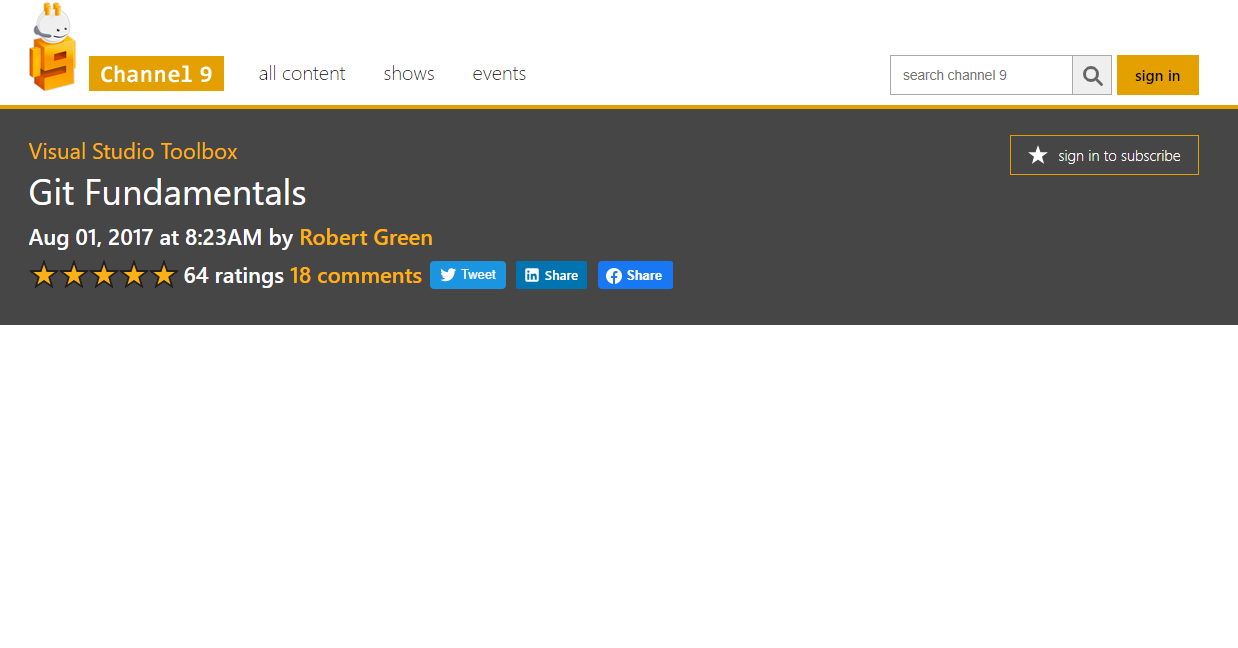 Channel 9 all content shows events search channel 9 sign in
Visual Studio Toolbox
sign in to subscribe
Git Fundamentals
Aug 01, 2017 at 8:23AM by Robert Green
64 ratings 18 comments Tweet Share Share